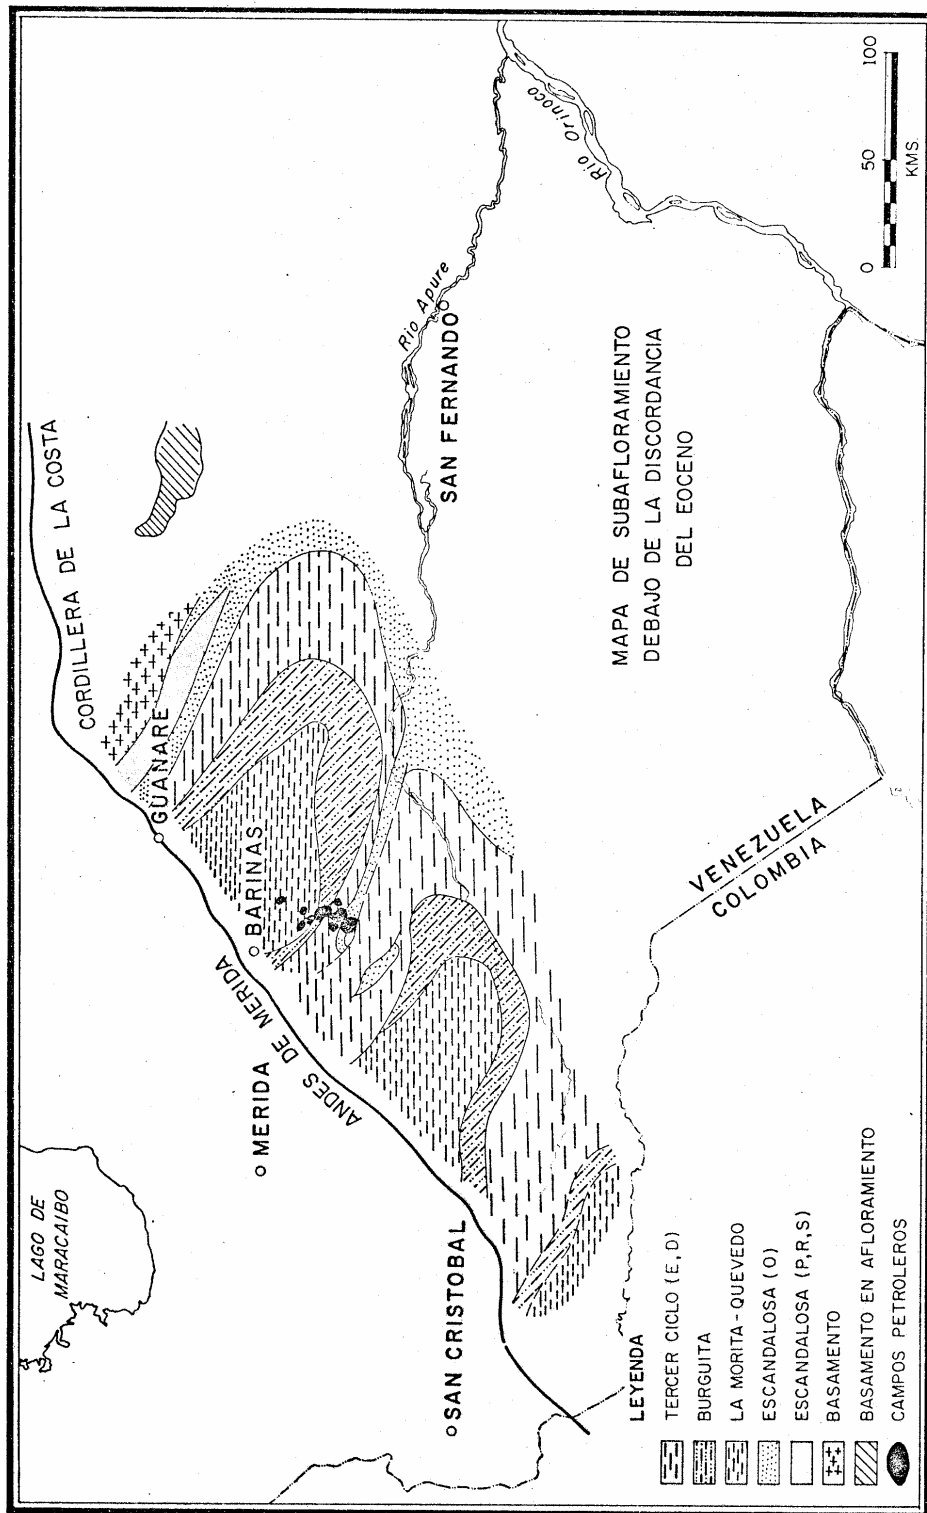 LAGO DE
MARACAIBO
CORDILLERA DE LA COSTA
GUANARE
BARINAS
MERIDA
ANDES DE MERIDA
SAN CRISTOBAL
Rio Apure
SAN FERNANDO
Rio Orinoco
MAPA DE SUBAFLORAMIENTO
DEBAJO DE LA DISCORDANCIA
DEL EOCENO
VENEZUELA
COLOMBIA
0 50 100
KMS.
LEYENDA
TERCER CICLO (E,D)
BURGUITA
LA MORITA-QUEVEDO
ESCANDALOSA (O)
ESCANDALOSA (P,R,S)
BASAMENTO
BASAMENTO EN AFLORAMIENTO
CAMPOS PETROLEROS